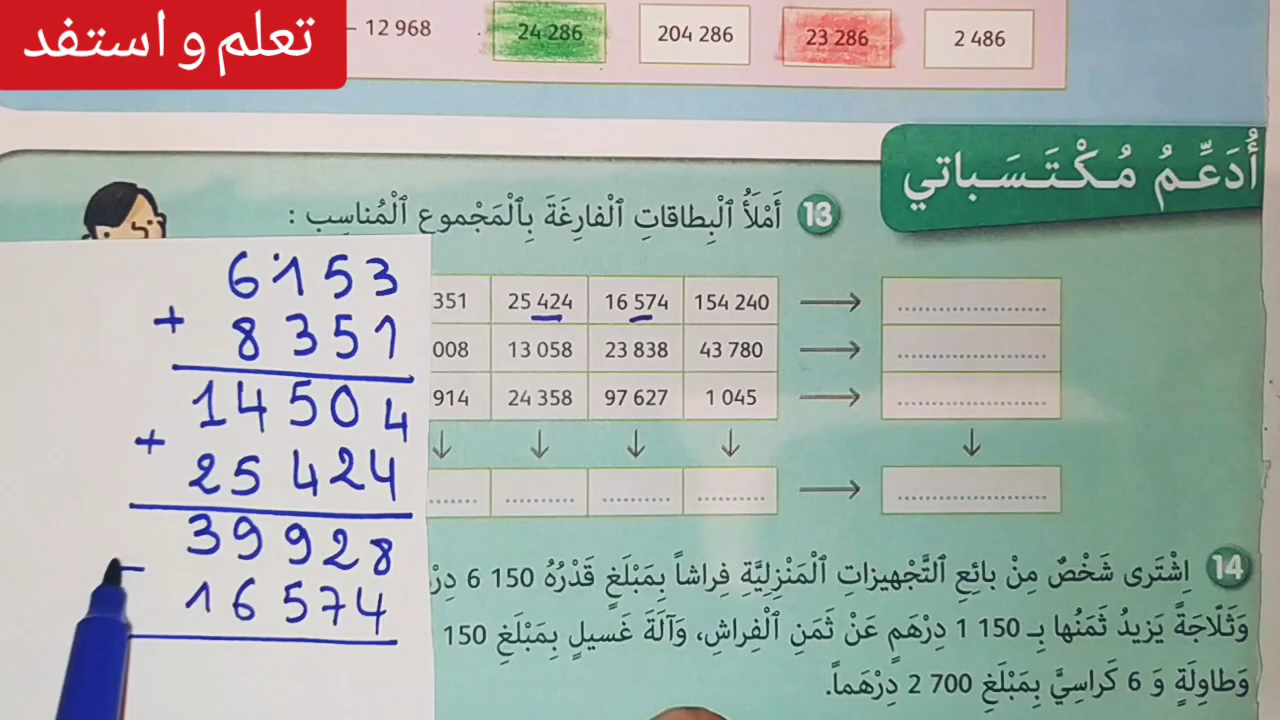 تعلم و استفد
– 12 968
24 286
204 286
23 286
2 486
أُدَعِّمُ مُكْتَسَباتي
13 أَمْلَأُ ٱلْبِطاقاتِ ٱلْفارِغَةَ بِٱلْمَجْموعِ ٱلْمُناسِبِ :
351 25 424 16 574 154 240 → ........................
008 13 058 23 838 43 780 → ........................
914 24 358 97 627 1 045 → ........................
↓ ↓ ↓ ↓ ↓
........ ........... ........... ........... → ........................
6153
+ 8351
14504
+ 25424
39928
16574
14 اِشْتَرى شَخْصٌ مِنْ بائِعِ ٱلتَّجْهيزاتِ ٱلْمَنْزِلِيَّةِ فِراشاً بِمَبْلَغٍ قَدْرُهُ 150 6
وَثَلّاجَةً يَزيدُ ثَمَنُها بِـ 150 1 دِرْهَمٍ عَنْ ثَمَنِ ٱلْفِراشِ، وَآلَةَ غَسيلٍ بِمَبْلَغِ 150
وَطاوِلَةٍ وَ 6 كَراسِيَّ بِمَبْلَغِ 700 2 دِرْهَماً.